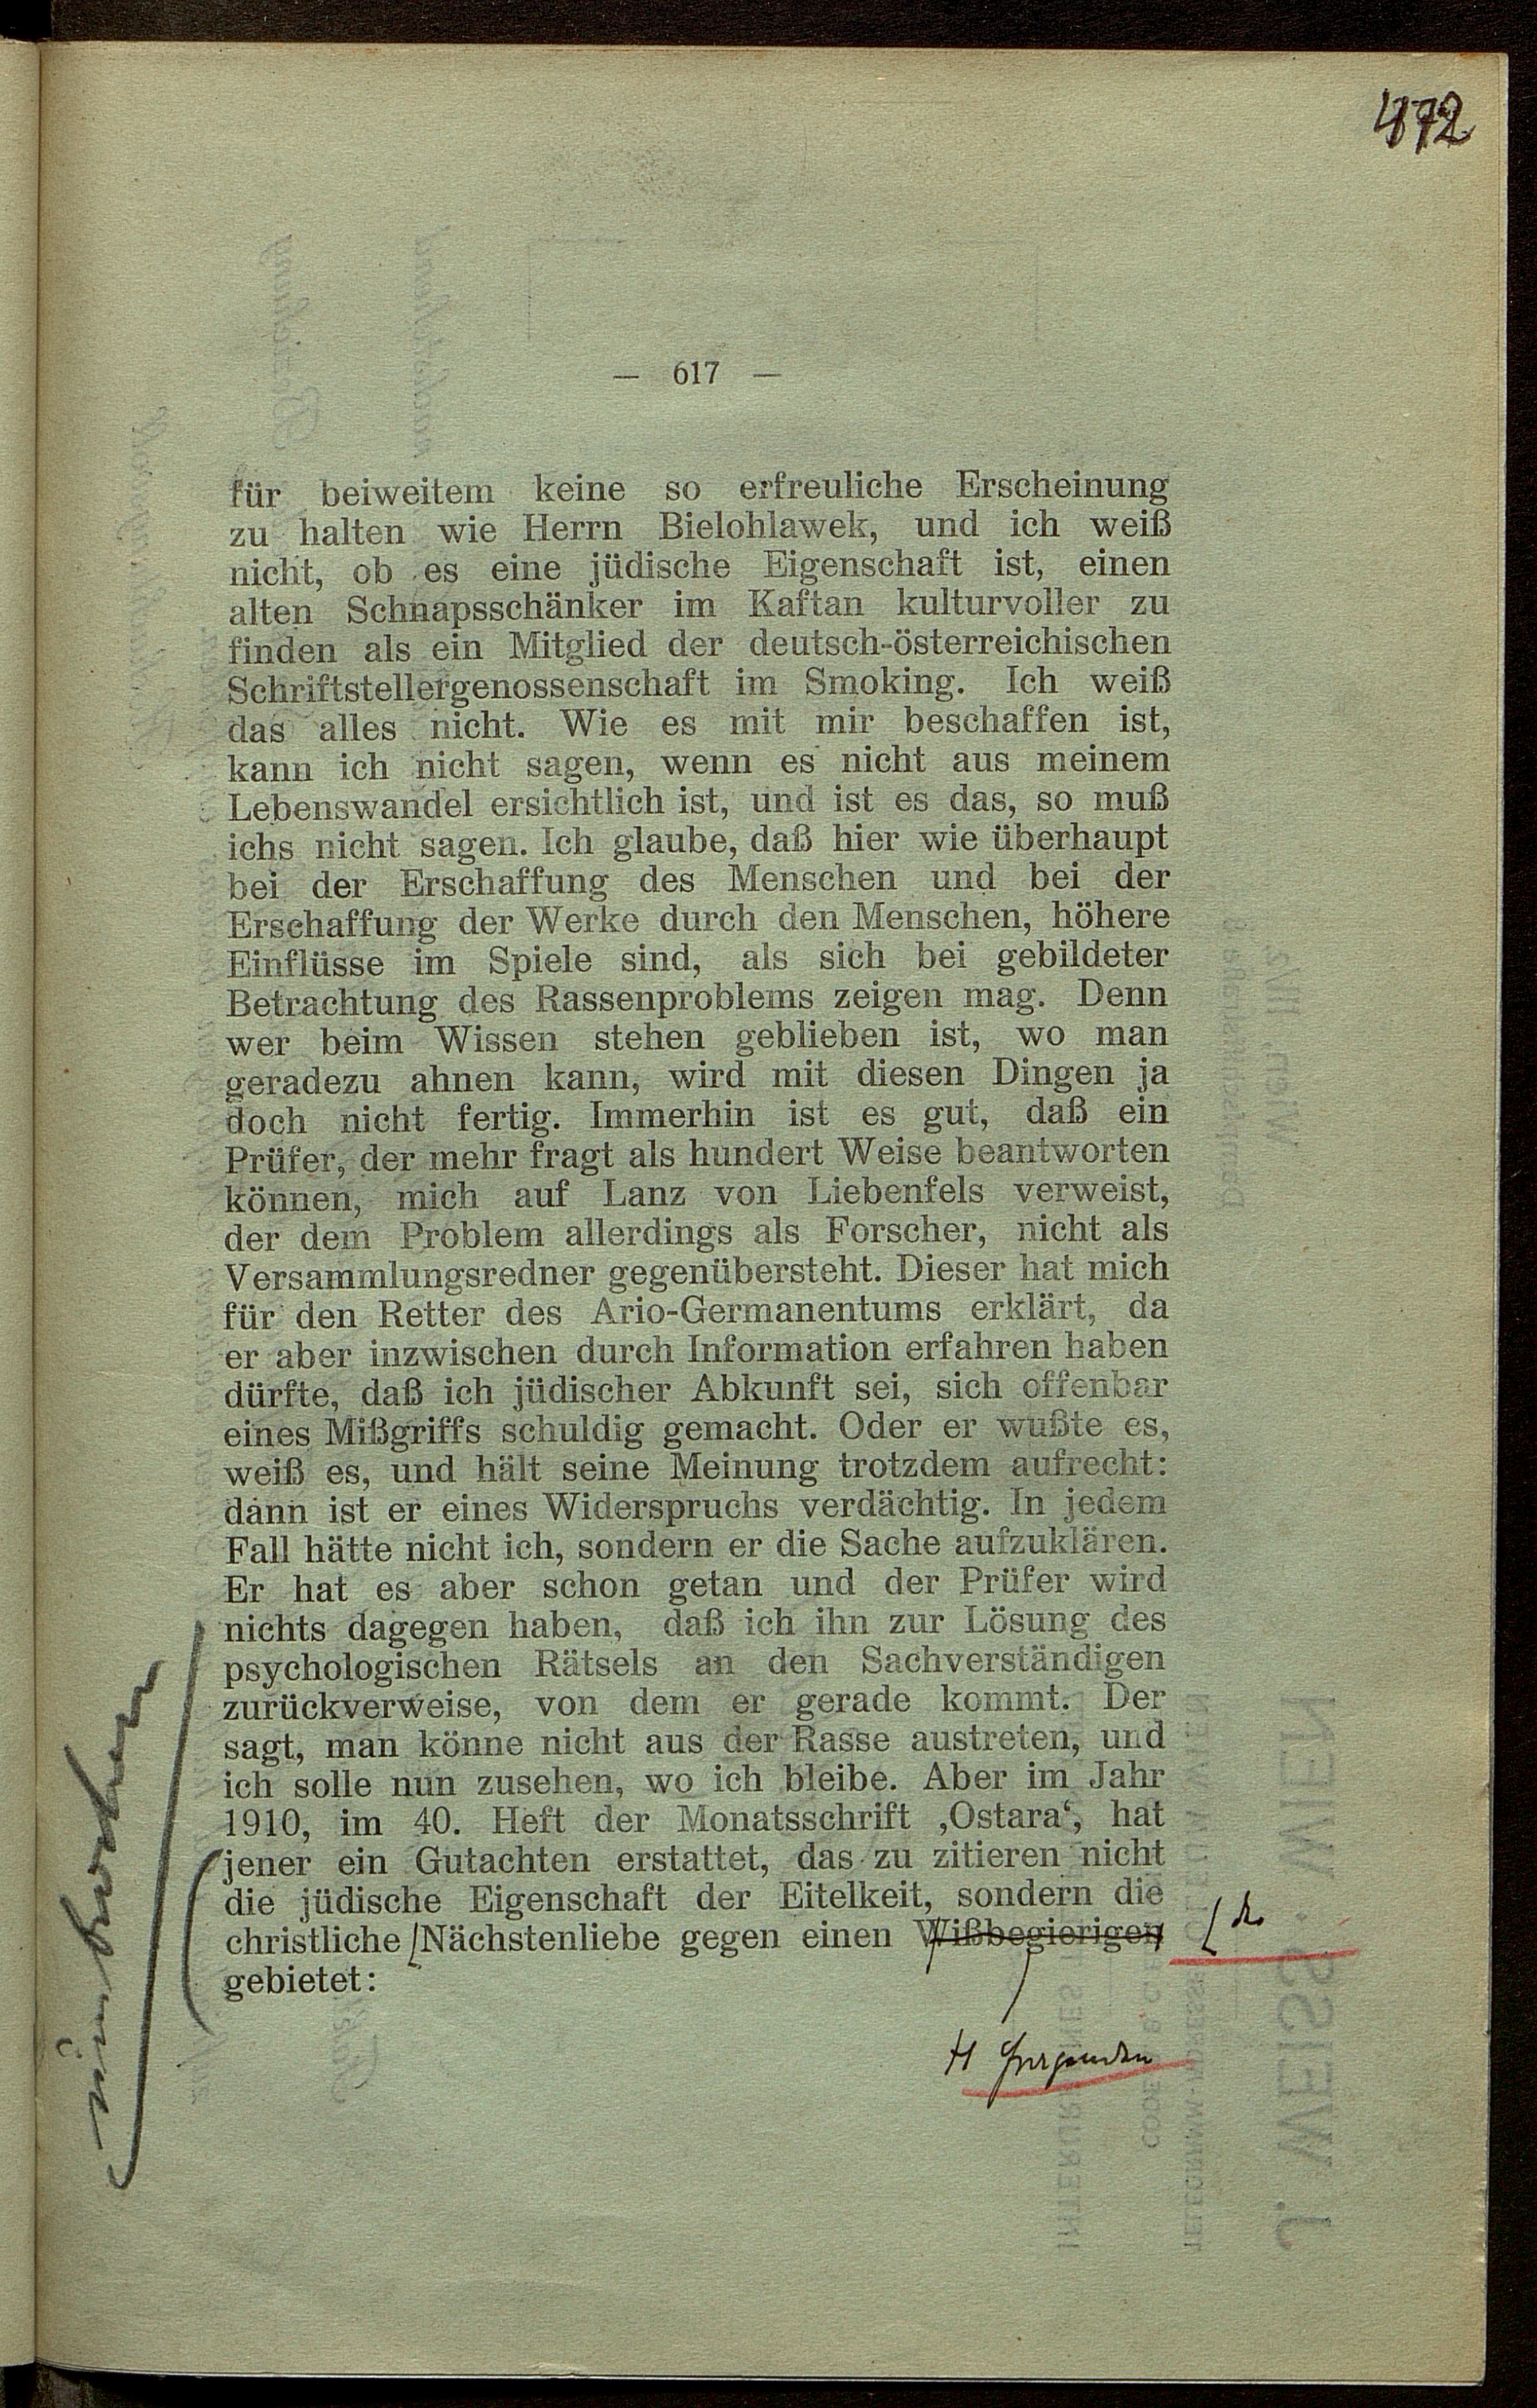 472
— 617 —
für beiweitem keine so erfreuliche Erscheinung
zu halten wie Herrn Bielohlawek, und ich weiß
nicht, ob es eine jüdische Eigenschaft ist, einen
alten Schnapsschänker im Kaftan kulturvoller zu
finden als ein Mitglied der deutsch-österreichischen
Schriftstellergenossenschaft im Smoking. Ich weiß
das alles nicht. Wie es mit mir beschaffen ist,
kann ich nicht sagen, wenn es nicht aus meinem
Lebenswandel ersichtlich ist, und ist es das, so muß
ichs nicht sagen. Ich glaube, daß hier wie überhaupt
bei der Erschaffung des Menschen und bei der
Erschaffung der Werke durch den Menschen, höhere
Einflüsse im Spiele sind, als sich bei gebildeter
Betrachtung des Rassenproblems zeigen mag. Denn
wer beim Wissen stehen geblieben ist, wo man
geradezu ahnen kann, wird mit diesen Dingen ja
doch nicht fertig. Immerhin ist es gut, daß ein
Prüfer, der mehr fragt als hundert Weise beantworten
können, mich auf Lanz von Liebenfels verweist,
der dem Problem allerdings als Forscher, nicht als
Versammlungsredner gegenübersteht. Dieser hat mich
für den Retter des Ario-Germanentums erklärt, da
er aber inzwischen durch Information erfahren haben
dürfte, daß ich jüdischer Abkunft sei, sich offenbar
eines Mißgriffs schuldig gemacht. Oder er wußte es,
weiß es, und hält seine Meinung trotzdem aufrecht:
dann ist er eines Widerspruchs verdächtig. In jedem
Fall hätte nicht ich, sondern er die Sache aufzuklären.
Er hat es aber schon getan und der Prüfer wird
nichts dagegen haben, daß ich ihn zur Lösung des
psychologischen Rätsels an den Sachverständigen
zurückverweise, von dem er gerade kommt. Der
sagt, man könne nicht aus der Rasse austreten, und
ich solle nun zusehen, wo ich bleibe. Aber im Jahr
1910, im 40. Heft der Monatsschrift ‚Ostara‘, hat
jener ein Gutachten erstattet, das zu zitieren nicht
die jüdische Eigenschaft der Eitelkeit, sondern die
christliche Nächstenliebe gegen einen Wißbegierigen
gebietet: